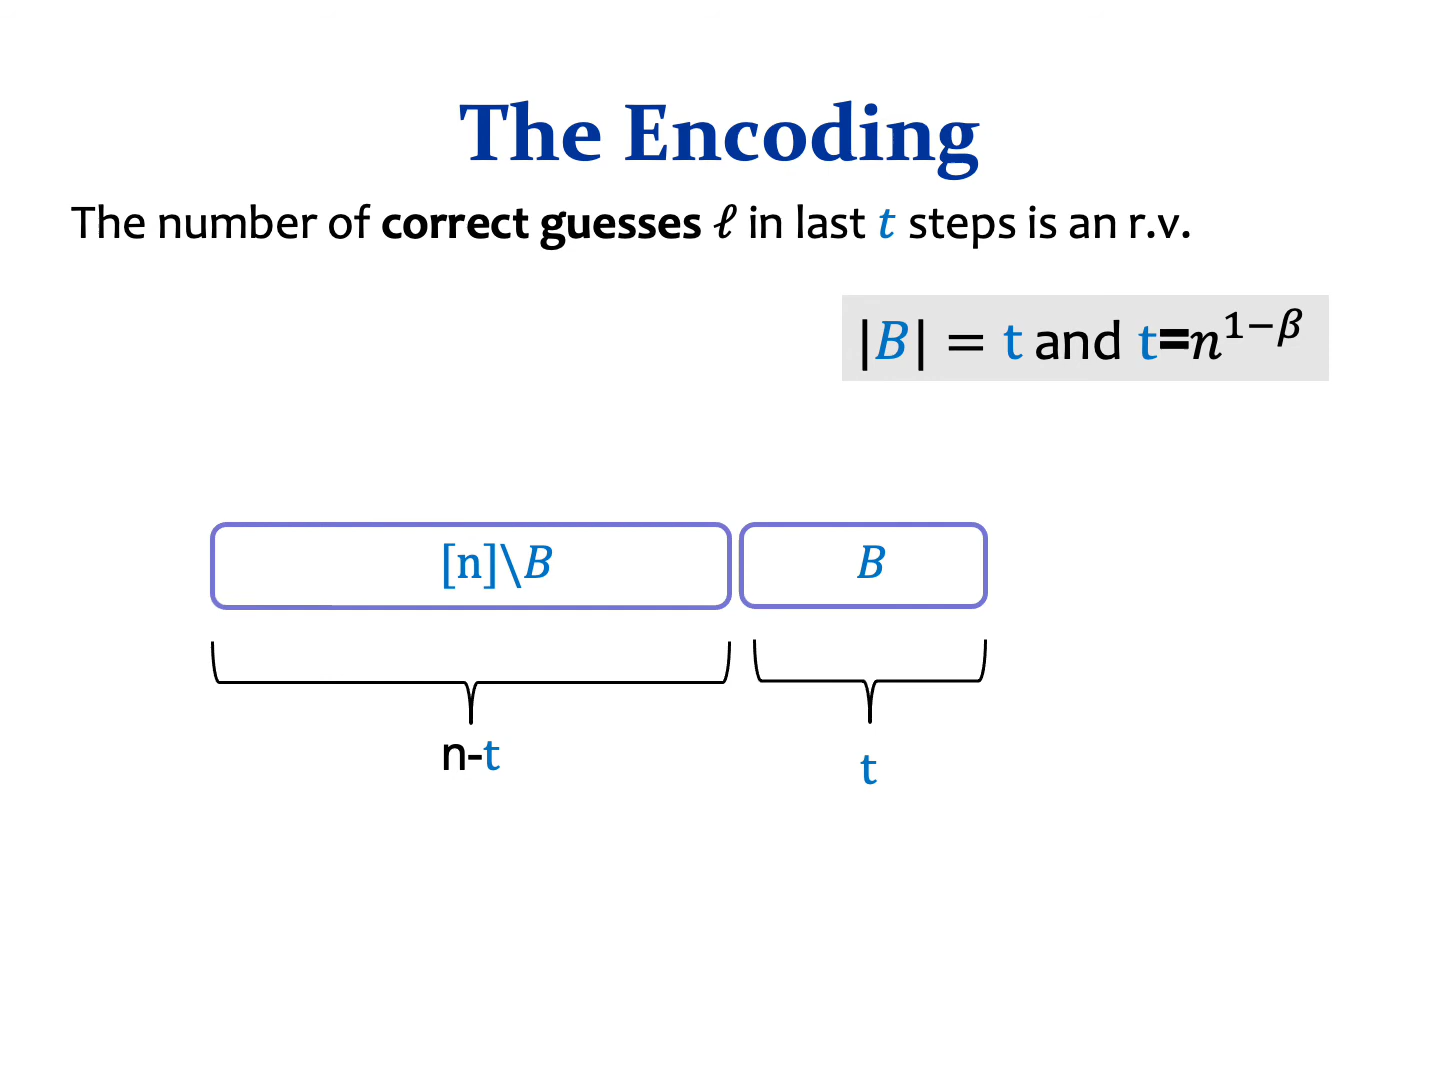 The Encoding
The number of correct guesses ℓ in last t steps is an r.v.
|B| = t and t=n^{1−β}
[n]\B
B
n-t
t